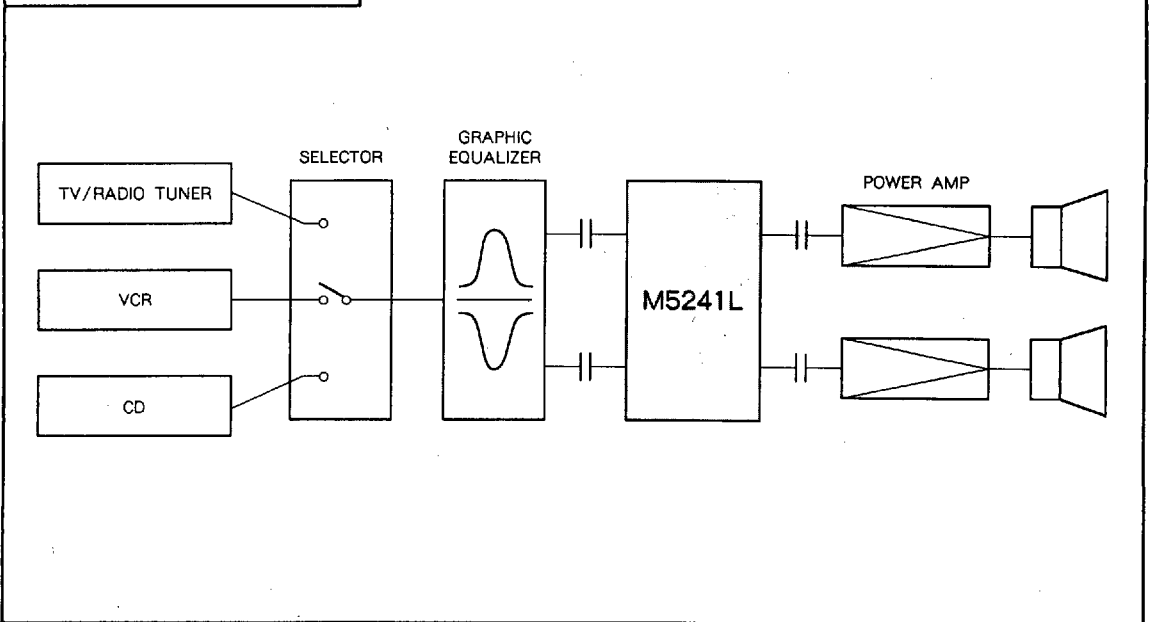 GRAPHIC
EQUALIZER
SELECTOR
TV/RADIO TUNER
VCR
CD
M5241L
POWER AMP